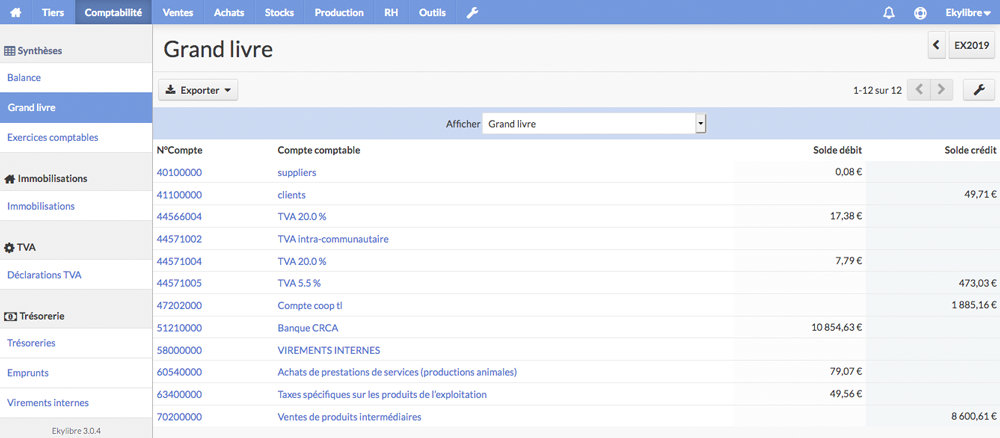 Tiers Comptabilité Ventes Achats Stocks Production RH Outils Ekylibre
Synthèses
Balance
Grand livre
Exercices comptables
Immobilisations
Immobilisations
TVA
Déclarations TVA
Trésorerie
Trésoreries
Emprunts
Virements internes
Ekylibre 3.0.4
Grand livre
EX2019
Exporter
1-12 sur 12
Afficher Grand livre
N°Compte Compte comptable Solde débit Solde crédit
40100000 suppliers 0,08 €
41100000 clients 49,71 €
44566004 TVA 20.0 % 17,38 €
44571002 TVA intra-communautaire
44571004 TVA 20.0 % 7,79 €
44571005 TVA 5.5 % 473,03 €
47202000 Compte coop tl 1 885,16 €
51210000 Banque CRCA 10 854,63 €
58000000 VIREMENTS INTERNES
60540000 Achats de prestations de services (productions animales) 79,07 €
63400000 Taxes spécifiques sur les produits de l'exploitation 49,56 €
70200000 Ventes de produits intermédiaires 8 600,61 €